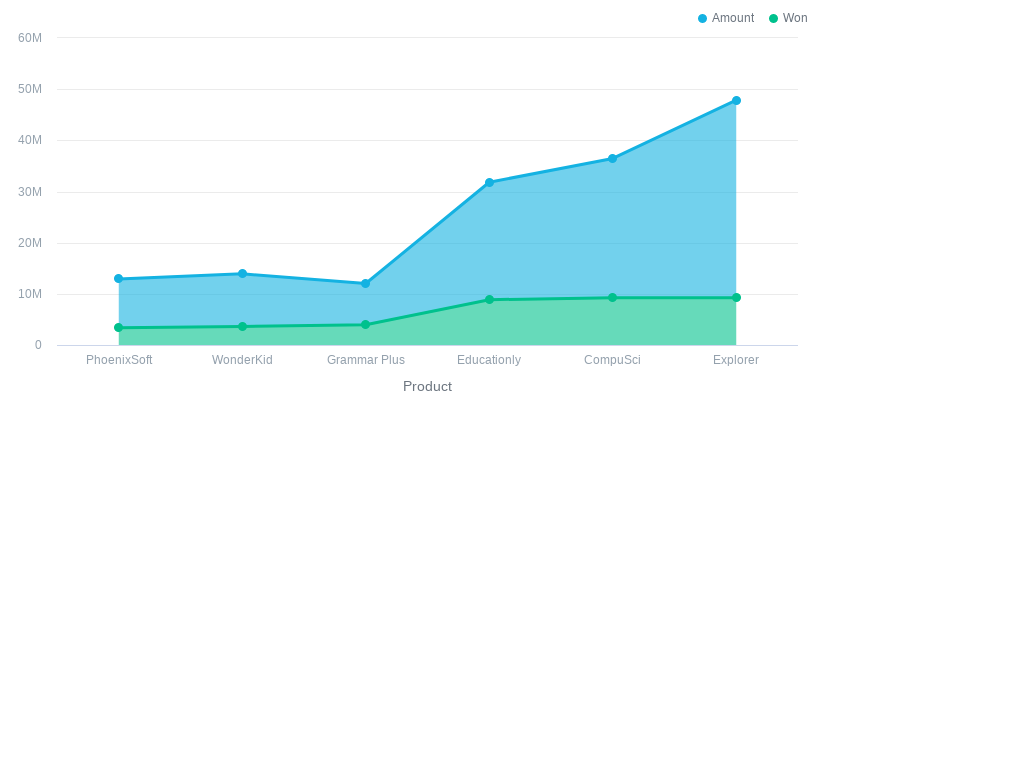 Amount Won
60M
50M
40M
30M
20M
10M
0
PhoenixSoft WonderKid Grammar Plus Educationly CompuSci Explorer
Product